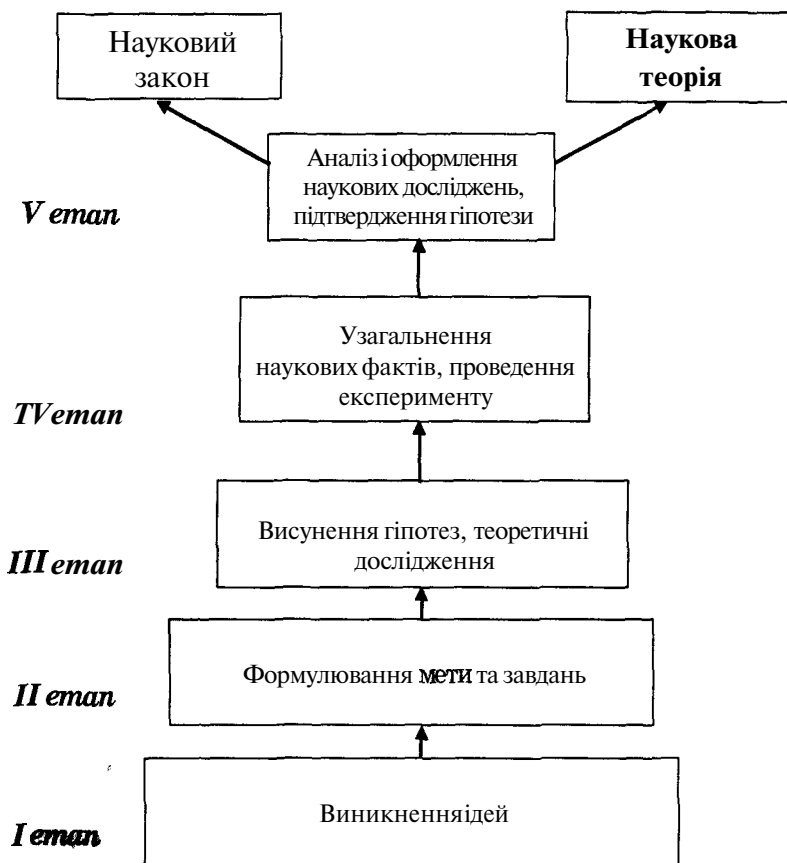 Науковий
закон
Наукова
теорія
Аналіз і оформлення
наукових досліджень,
підтвердження гіпотези
V етап
Узагальнення
наукових фактів, проведення
експерименту
TV етап
Висунення гіпотез, теоретичні
дослідження
III етап
Формулювання мети та завдань
II етап
Виникнення ідей
I етап